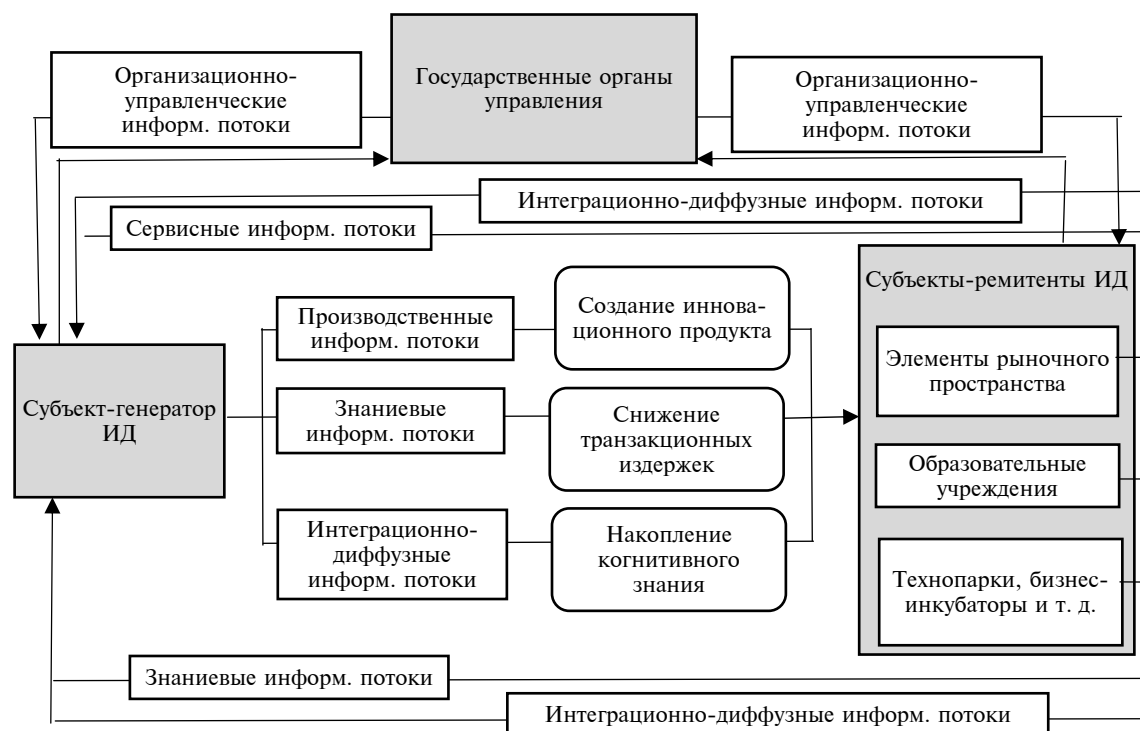 Организационно-
управленческие
информ. потоки
Государственные органы
управления
Организационно-
управленческие
информ. потоки
Интеграционно-диффузные информ. потоки
Сервисные информ. потоки
Субъекты-ремитенты ИД
Производственные
информ. потоки
Создание иннова-
ционного продукта
Элементы рыночного
пространства
Субъект-генератор
ИД
Знаниевые
информ. потоки
Снижение
транзакционных
издержек
Образовательные
учреждения
Интеграционно-
диффузные
информ. потоки
Накопление
когнитивного
знания
Технопарки, бизнес-
инкубаторы и т. д.
Знаниевые информ. потоки
Интеграционно-диффузные информ. потоки